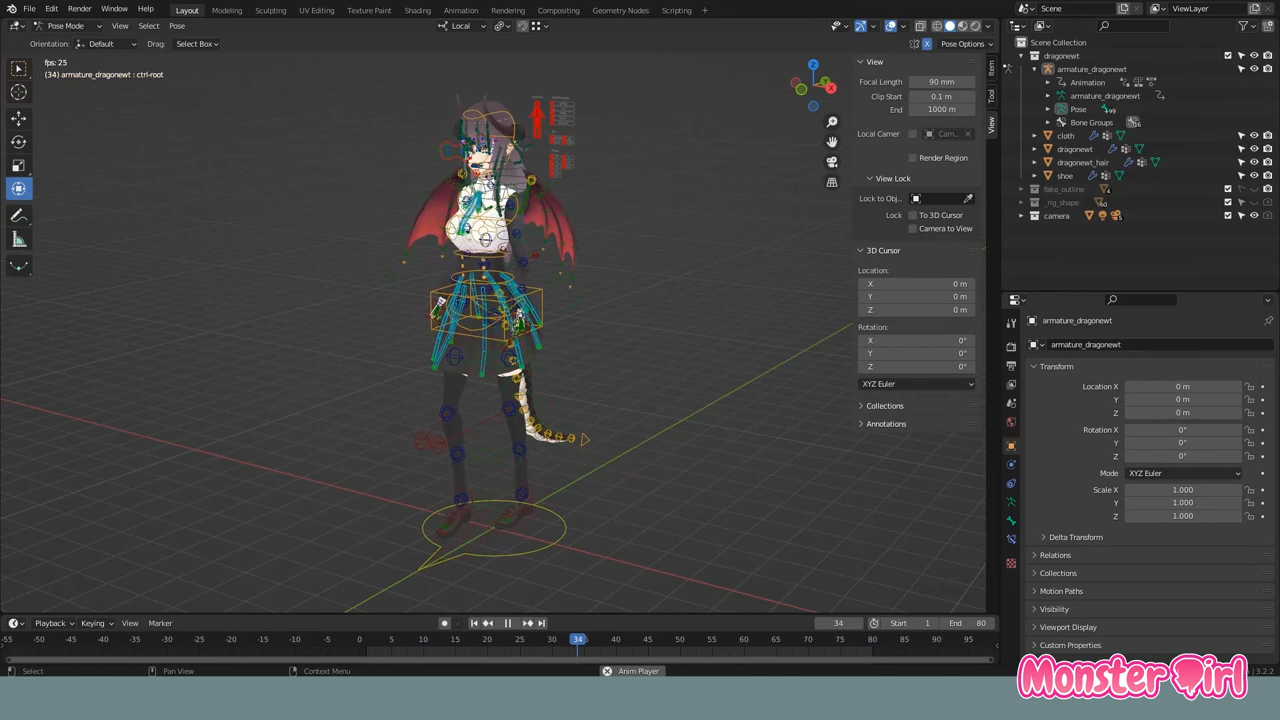 File Edit Render Window Help
Layout Modeling Sculpting UV Editing Texture Paint Shading Animation Rendering Compositing Geometry Nodes Scripting
Scene
ViewLayer
Pose Mode View Select Pose
Local
Orientation: Default Drag: Select Box
Pose Options
fps: 25
(34) armature_dragonewt : ctrl-root
Z
Y
X
View
Focal Length 90 mm
Clip Start 0.1 m
End 1000 m
Local Camer Cam...
Render Region
View Lock
Lock to Obj...
Lock To 3D Cursor
Camera to View
3D Cursor
Location:
X 0 m
Y 0 m
Z 0 m
Rotation:
X 0°
Y 0°
Z 0°
XYZ Euler
Collections
Annotations
Item
Tool
View
Scene Collection
dragonewt
armature_dragonewt
Animation
armature_dragonewt
Pose
Bone Groups
cloth
dragonewt
dragonewt_hair
shoe
fake_outline
_rig_shape
camera
armature_dragonewt
armature_dragonewt
Transform
Location X 0 m
Y 0 m
Z 0 m
Rotation X 0°
Y 0°
Z 0°
Mode XYZ Euler
Scale X 1.000
Y 1.000
Z 1.000
Delta Transform
Relations
Collections
Motion Paths
Visibility
Viewport Display
Custom Properties
Playback Keying View Marker
34 Start 1 End 80
-55 -50 -45 -40 -35 -30 -25 -20 -15 -10 -5 0 5 10 15 20 25 30 34 40 45 50 55 60 65 70 75 80 85 90 95
Select Pan View Context Menu Anim Player 3.2.2
Monster Girl